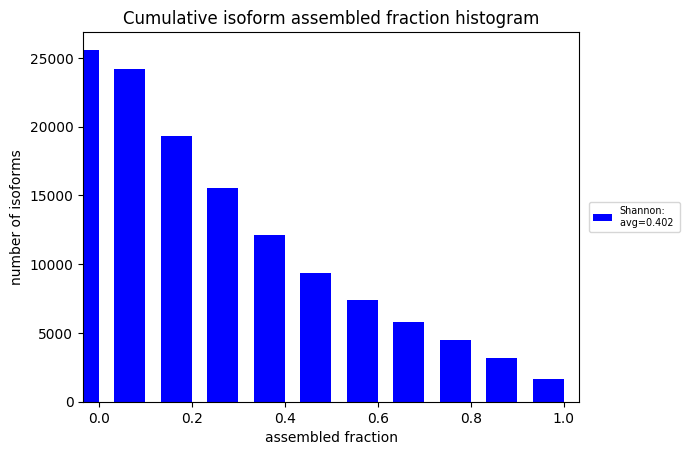 Cumulative isoform assembled fraction histogram
number of isoforms
25000
20000
15000
10000
5000
0
0.0 0.2 0.4 0.6 0.8 1.0
assembled fraction
Shannon:
avg=0.402